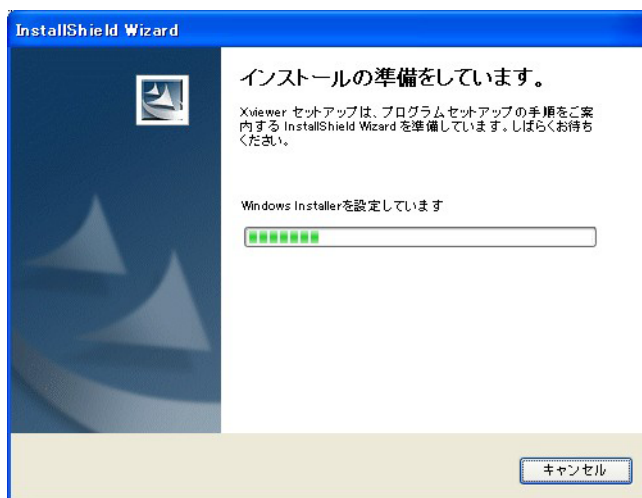 InstallShield Wizard
インストールの準備をしています。
Xviewer セットアップは、プログラムセットアップの手順をご案
内する InstallShield Wizard を準備しています。しばらくお待ち
ください。
Windows Installerを設定しています
キャンセル